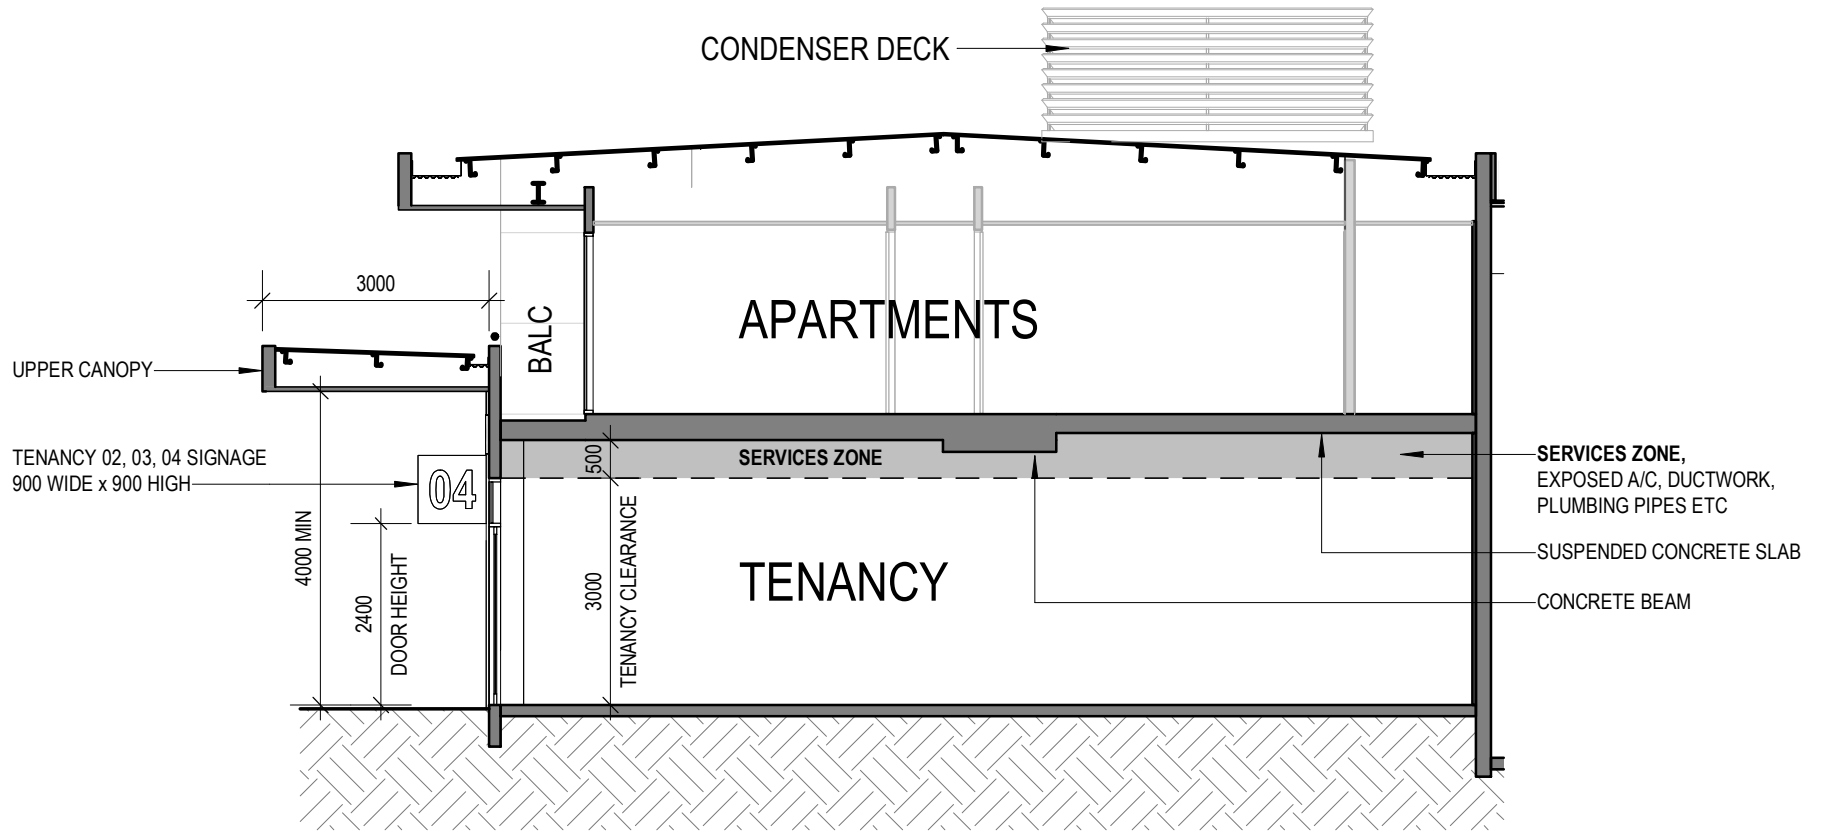 CONDENSER DECK
3000
BALC
APARTMENTS
UPPER CANOPY
TENANCY 02, 03, 04 SIGNAGE
900 WIDE x 900 HIGH
04
500
SERVICES ZONE
SERVICES ZONE,
EXPOSED A/C, DUCTWORK,
PLUMBING PIPES ETC
SUSPENDED CONCRETE SLAB
CONCRETE BEAM
4000 MIN
2400
DOOR HEIGHT
3000
TENANCY CLEARANCE
TENANCY